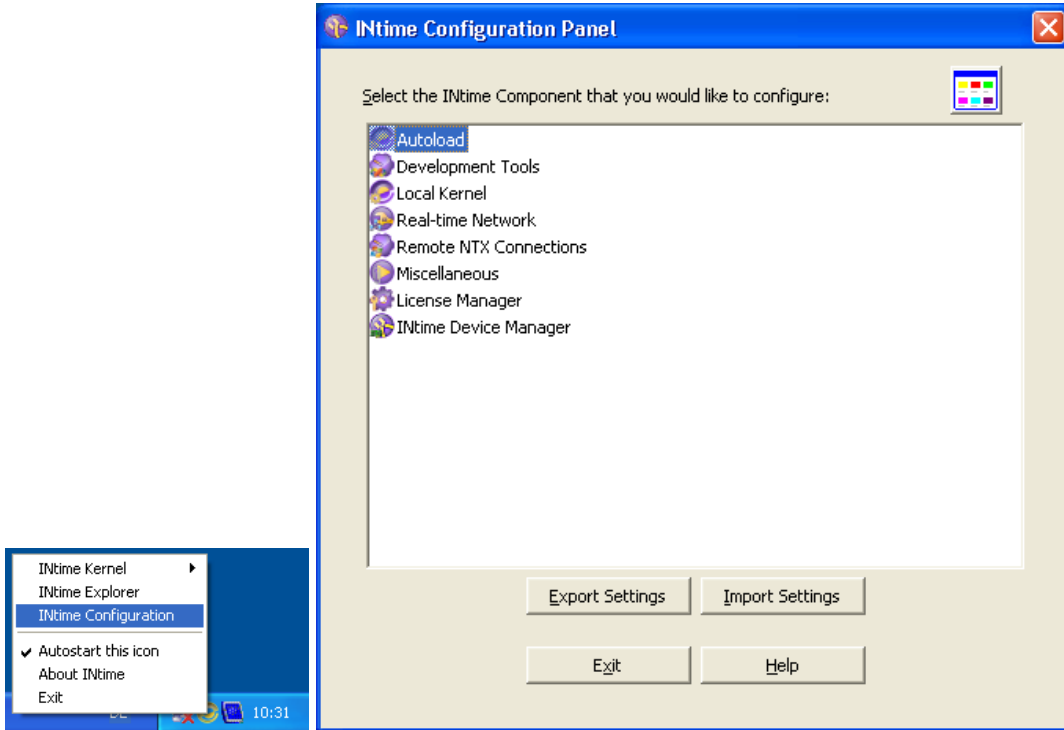 INtime Configuration Panel
Select the INtime Component that you would like to configure:
Autoload
Development Tools
Local Kernel
Real-time Network
Remote NTX Connections
Miscellaneous
License Manager
INtime Device Manager
Export Settings
Import Settings
Exit
Help
INtime Kernel
INtime Explorer
INtime Configuration
Autostart this icon
About INtime
Exit
10:31